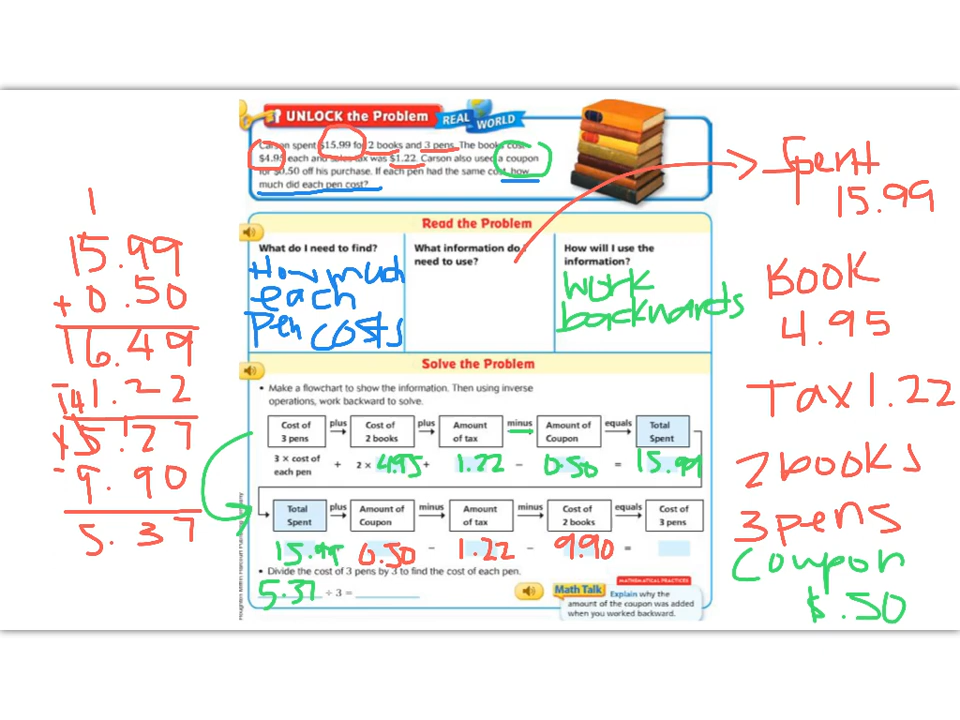 UNLOCK the Problem REAL WORLD
Carson spent $15.99 for 2 books and 3 pens. The books cost
$4.95 each and sales tax was $1.22. Carson also used a coupon
for $0.50 off his purchase. If each pen had the same cost, how
much did each pen cost?
Read the Problem
What do I need to find?
How much
each
pen costs
What information do I
need to use?
How will I use the
information?
work
backwards
Solve the Problem
• Make a flowchart to show the information. Then using inverse
operations, work backward to solve.
Cost of 3 pens plus Cost of 2 books plus Amount of tax minus Amount of Coupon equals Total Spent
3 × cost of each pen + 2 × 4.95 + 1.22 − 0.50 = 15.99
Total Spent plus Amount of Coupon minus Amount of tax minus Cost of 2 books equals Cost of 3 pens
15.99 0.50 − 1.22 − 9.90 =
• Divide the cost of 3 pens by 3 to find the cost of each pen.
5.37 ÷ 3 =
Math Talk
MATHEMATICAL PRACTICES
Explain why the
amount of the coupon was added
when you worked backward.
1
15.99
+ 0.50
16.49
- 1.22
14
15.127
- 9.90
5.37
Spent
15.99
Book
4.95
Tax 1.22
2 books
3 pens
Coupon
$.50